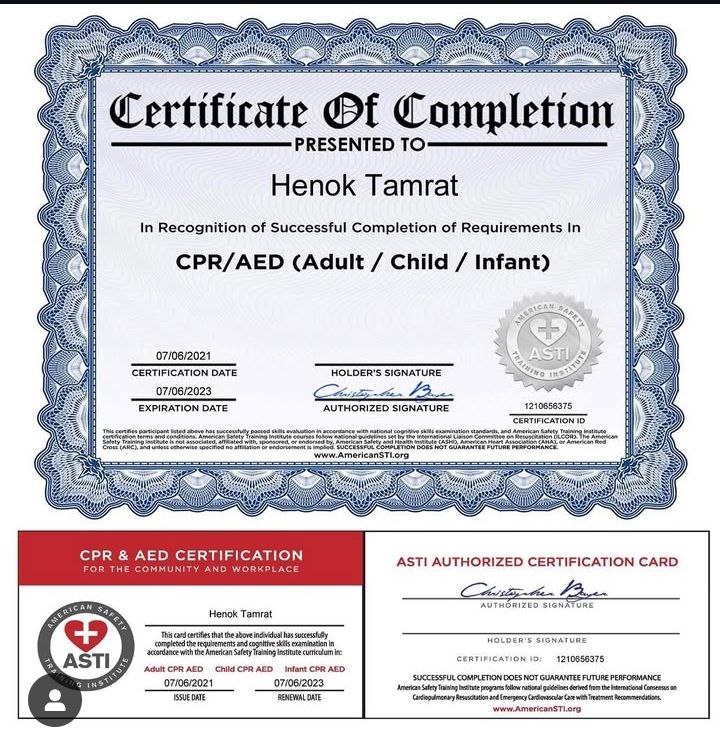 Certificate Of Completion
PRESENTED TO
Henok Tamrat
In Recognition of Successful Completion of Requirements In
CPR/AED (Adult / Child / Infant)
07/06/2021
CERTIFICATION DATE
07/06/2023
EXPIRATION DATE
HOLDER'S SIGNATURE
Christopher Bayer
AUTHORIZED SIGNATURE
AMERICAN SAFETY
ASTI
TRAINING INSTITUTE
1210656375
CERTIFICATION ID
This certifies participant listed above has successfully passed skills evaluation in accordance with national cognitive skills examination standards, and American Safety Training Institute
certification terms and conditions. American Safety Training Institute courses follow national guidelines set by the International Liaison Committee on Resuscitation (ILCOR). The American
Safety Training Institute is not associated, affiliated with, sponsored, or endorsed by, American Safety and Health Institute (ASHI), American Heart Association (AHA), or American Red
Cross (ARC), and unless otherwise specified no affiliation or endorsement is implied. SUCCESSFUL COMPLETION DOES NOT GUARANTEE FUTURE PERFORMANCE.
www.AmericanSTI.org
CPR & AED CERTIFICATION
FOR THE COMMUNITY AND WORKPLACE
AMERICAN SAFETY
ASTI
TRAINING INSTITUTE
Henok Tamrat
This card certifies that the above individual has successfully
completed the requirements and cognitive skills examination in
accordance with the American Safety Training Institute curriculum in:
Adult CPR AED Child CPR AED Infant CPR AED
07/06/2021 07/06/2023
ISSUE DATE RENEWAL DATE
ASTI AUTHORIZED CERTIFICATION CARD
Christopher Bayer
AUTHORIZED SIGNATURE
HOLDER'S SIGNATURE
CERTIFICATION ID: 1210656375
SUCCESSFUL COMPLETION DOES NOT GUARANTEE FUTURE PERFORMANCE
American Safety Training Institute programs follow national guidelines derived from the International Consensus on
Cardiopulmonary Resuscitation and Emergency Cardiovascular Care with Treatment Recommendations.
www.AmericanSTI.org